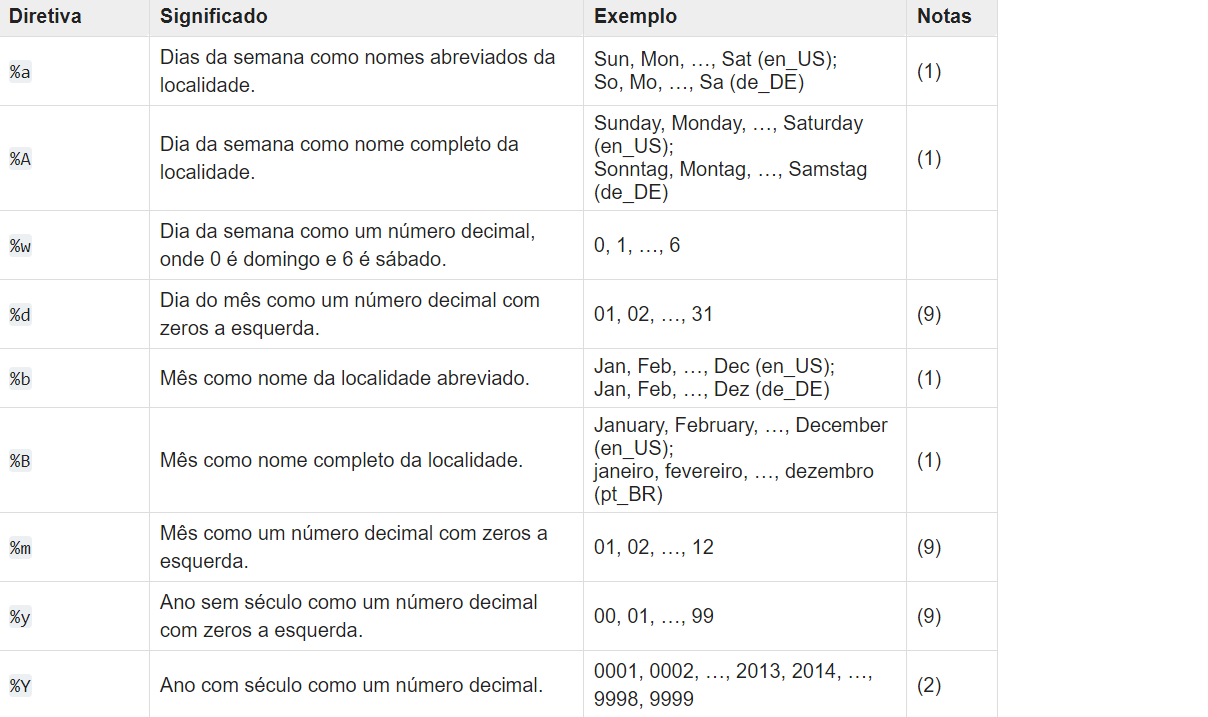 Diretiva Significado Exemplo Notas
%a
Dias da semana como nomes abreviados da
localidade.
Sun, Mon, …, Sat (en_US);
So, Mo, …, Sa (de_DE)
(1)
%A
Dia da semana como nome completo da
localidade.
Sunday, Monday, …, Saturday
(en_US);
Sonntag, Montag, …, Samstag
(de_DE)
(1)
%w
Dia da semana como um número decimal,
onde 0 é domingo e 6 é sábado.
0, 1, …, 6
%d
Dia do mês como um número decimal com
zeros a esquerda.
01, 02, …, 31
(9)
%b
Mês como nome da localidade abreviado.
Jan, Feb, …, Dec (en_US);
Jan, Feb, …, Dez (de_DE)
(1)
%B
Mês como nome completo da localidade.
January, February, …, December
(en_US);
janeiro, fevereiro, …, dezembro
(pt_BR)
(1)
%m
Mês como um número decimal com zeros a
esquerda.
01, 02, …, 12
(9)
%y
Ano sem século como um número decimal
com zeros a esquerda.
00, 01, …, 99
(9)
%Y
Ano com século como um número decimal.
0001, 0002, …, 2013, 2014, …,
9998, 9999
(2)